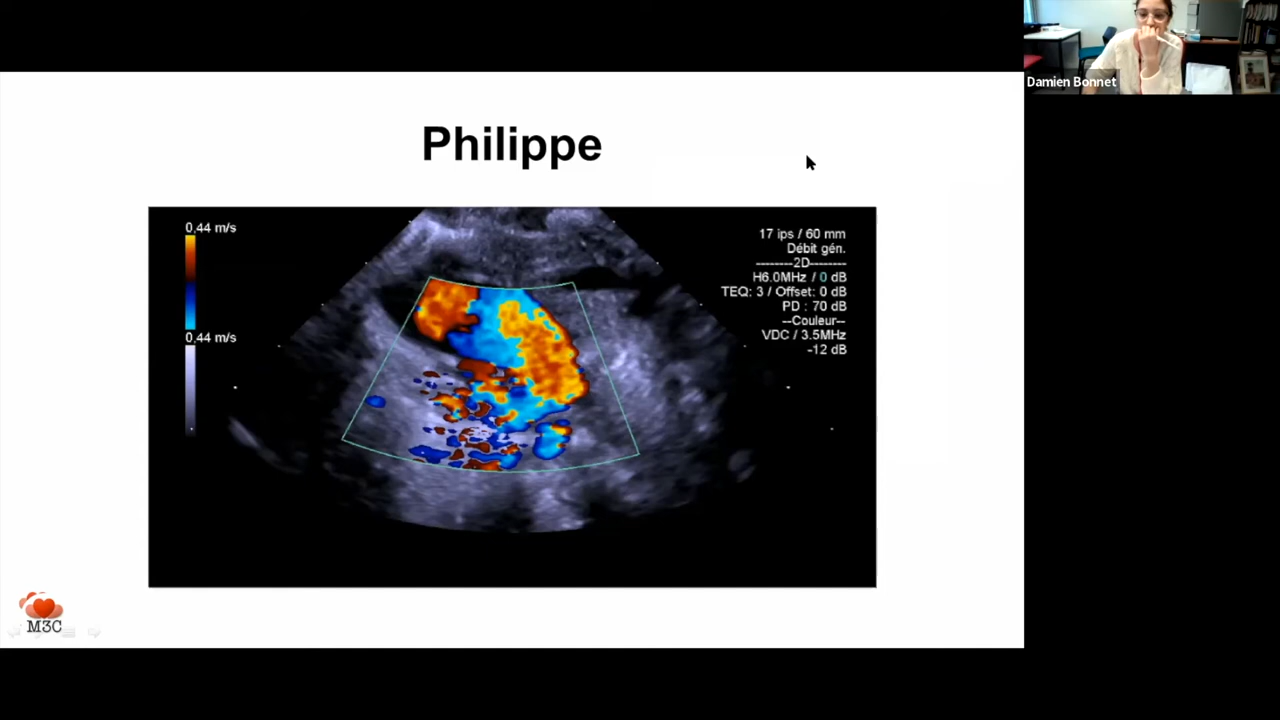 Damien Bonnet
Philippe
0.44 m/s
0.44 m/s
17 ips / 60 mm
Débit gén.
--------2D--------
H6.0MHz / 0 dB
TEQ: 3 / Offset: 0 dB
PD : 70 dB
--Couleur--
VDC / 3.5MHz
-12 dB
M3C